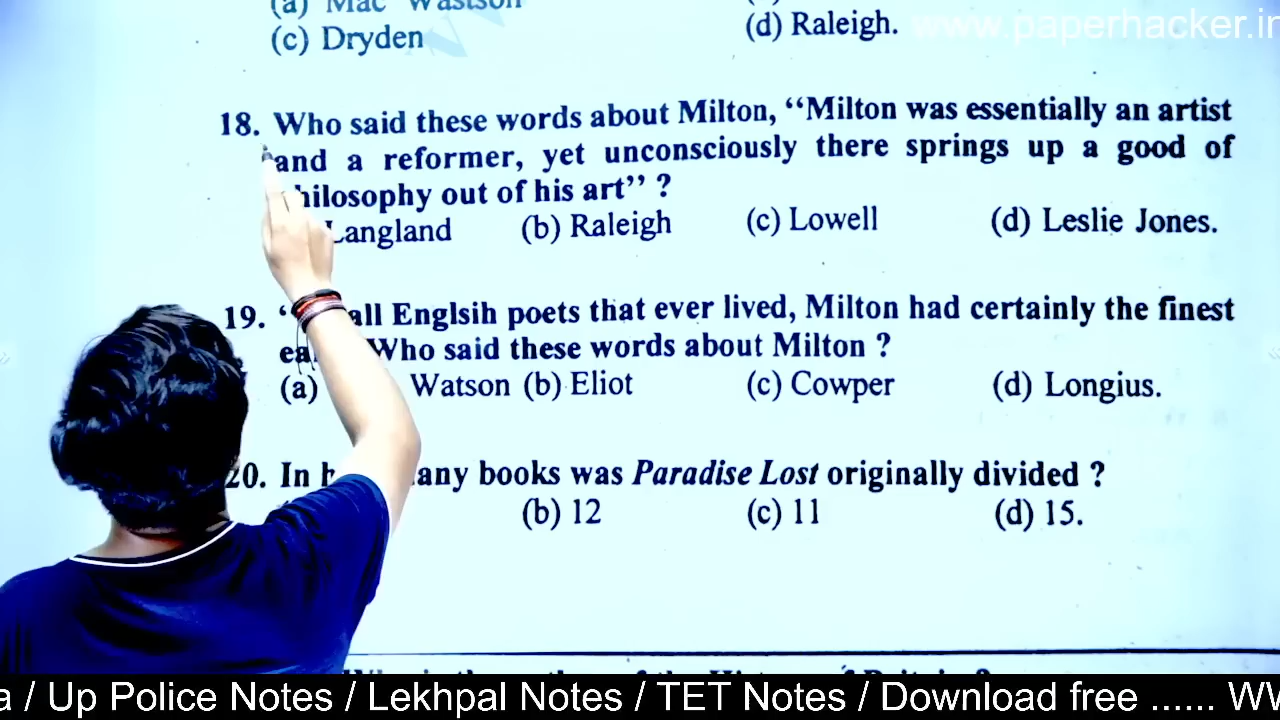 (a) Mac Wastson
(c) Dryden (d) Raleigh.
www.paperhacker.in
18. Who said these words about Milton, “Milton was essentially an artist
and a reformer, yet unconsciously there springs up a good of
hilosophy out of his art” ?
Langland (b) Raleigh (c) Lowell (d) Leslie Jones.
19. “ all Englsih poets that ever lived, Milton had certainly the finest
Who said these words about Milton ?
(a) Watson (b) Eliot (c) Cowper (d) Longius.
20. In many books was Paradise Lost originally divided ?
(b) 12 (c) 11 (d) 15.
a / Up Police Notes / Lekhpal Notes / TET Notes / Download free ...... WV